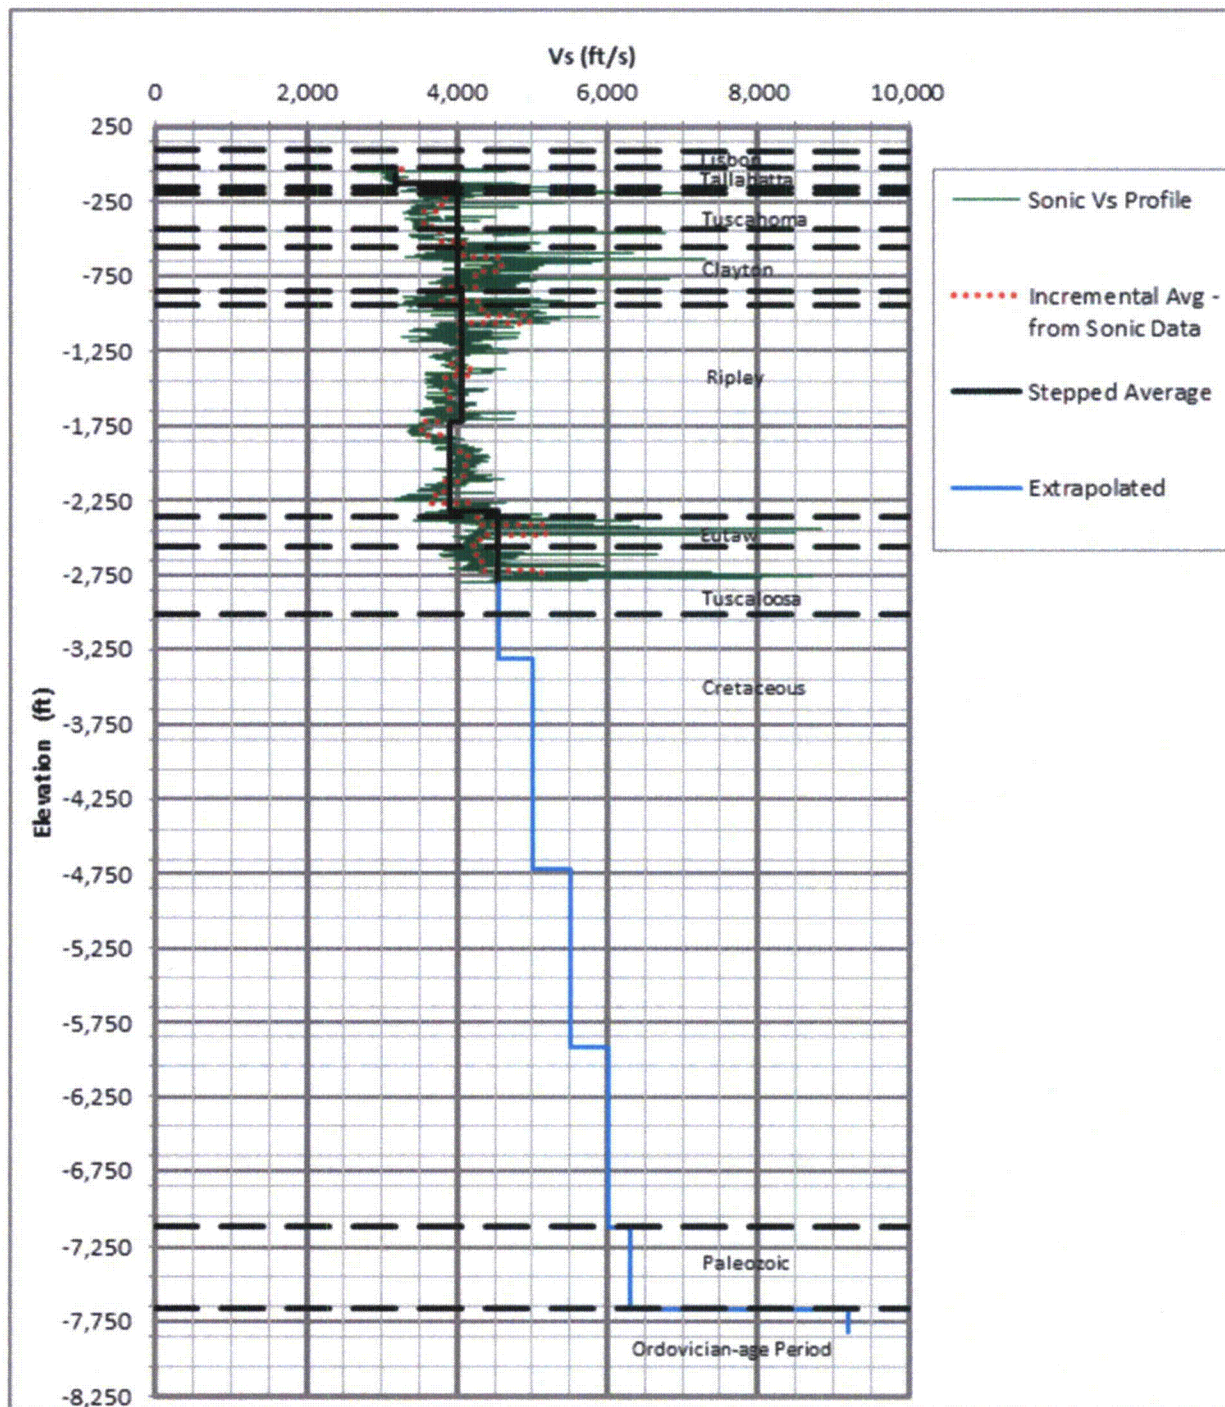 Vs (ft/s)
0 2,000 4,000 6,000 8,000 10,000
250
-250
-750
-1,250
-1,750
-2,250
-2,750
-3,250
-3,750
-4,250
-4,750
-5,250
-5,750
-6,250
-6,750
-7,250
-7,750
-8,250
Elevation (ft)
Lisbon
Tallahatta
Tuscahoma
Clayton
Ripley
Eutaw
Tuscaloosa
Cretaceous
Paleozoic
Ordovician-age Period
Sonic Vs Profile
Incremental Avg -
from Sonic Data
Stepped Average
Extrapolated